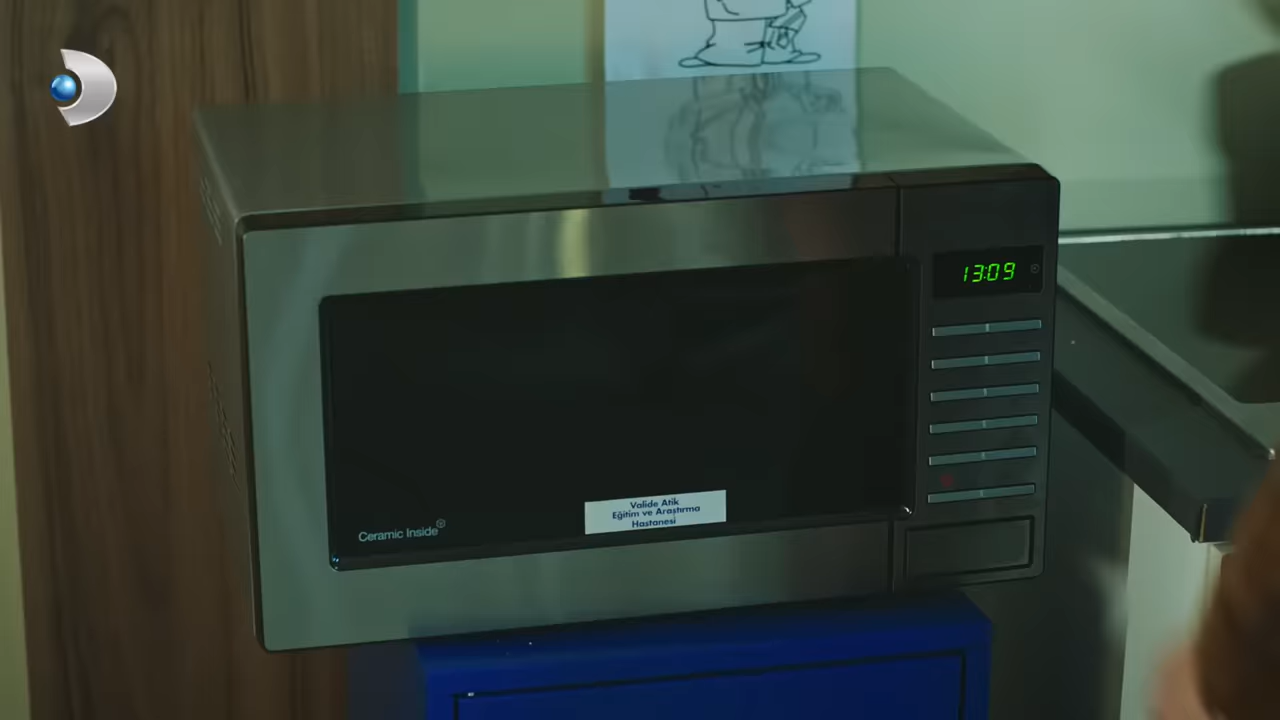 13:09
Valide Atik
Eğitim ve Araştırma
Hastanesi
Ceramic Inside